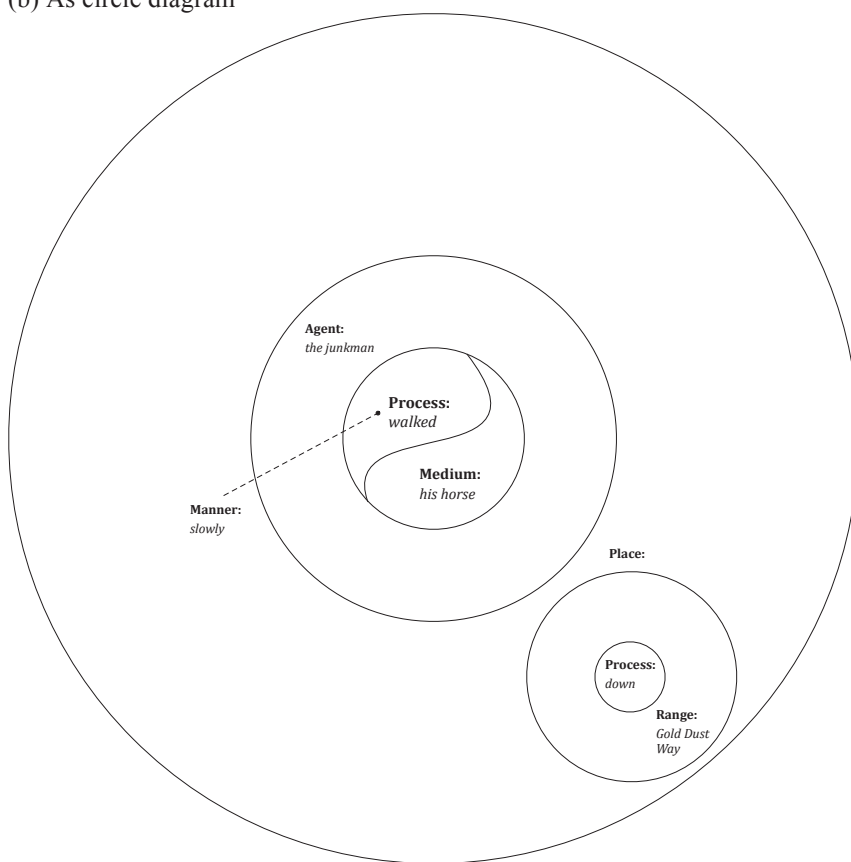 (b) As circle diagram
Agent:
the junkman
Process:
walked
Medium:
his horse
Manner:
slowly
Place:
Process:
down
Range:
Gold Dust
Way